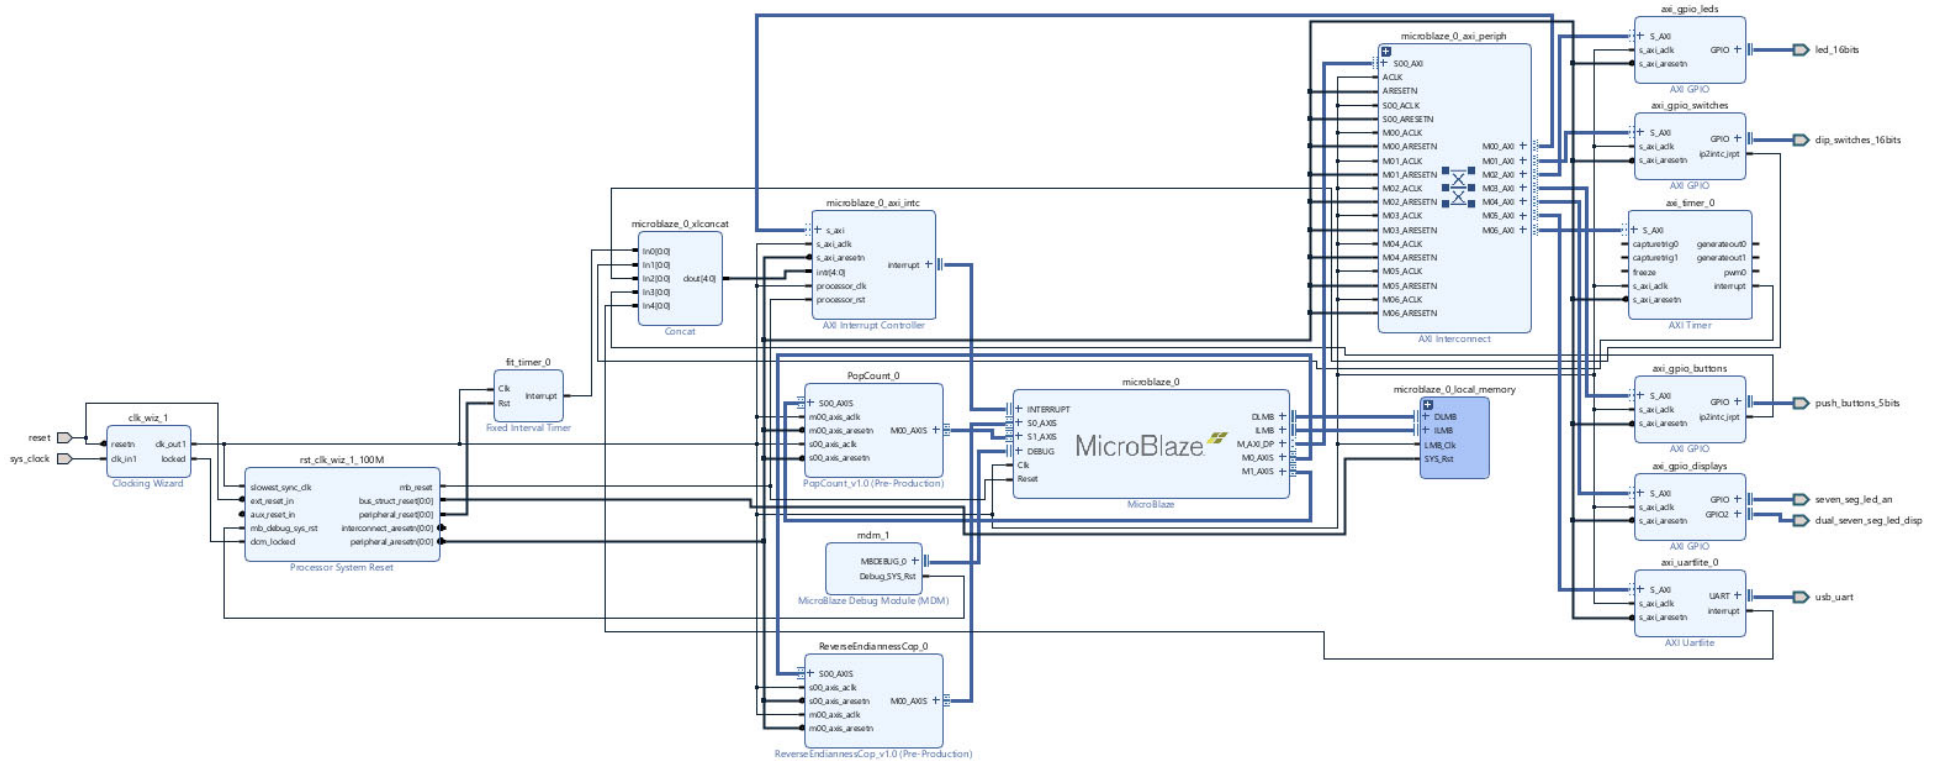 reset
sys_clock
clk_wiz_1
resetn
clk_in1
clk_out1
locked
Clocking Wizard
rst_clk_wiz_1_100M
slowest_sync_clk
ext_reset_in
aux_reset_in
mb_debug_sys_rst
dcm_locked
mb_reset
bus_struct_reset[0:0]
peripheral_reset[0:0]
interconnect_aresetn[0:0]
peripheral_aresetn[0:0]
Processor System Reset
fit_timer_0
Clk
Rst
Interrupt
Fixed Interval Timer
microblaze_0_xlconcat
In0[0:0]
In1[0:0]
In2[0:0]
In3[0:0]
In4[0:0]
dout[4:0]
Concat
microblaze_0_axi_intc
s_axi
s_axi_aclk
s_axi_aresetn
intr[4:0]
processor_clk
processor_rst
interrupt
AXI Interrupt Controller
PopCount_0
S00_AXIS
m00_axis_aclk
m00_axis_aresetn
s00_axis_aclk
s00_axis_aresetn
M00_AXIS
PopCount_v1.0 (Pre-Production)
mdm_1
MBDEBUG_0
Debug_SYS_Rst
MicroBlaze Debug Module (MDM)
ReverseEndiannessCop_0
S00_AXIS
s00_axis_aclk
s00_axis_aresetn
m00_axis_aclk
m00_axis_aresetn
M00_AXIS
ReverseEndiannessCop_v1.0 (Pre-Production)
microblaze_0
INTERRUPT
S0_AXIS
S1_AXIS
DEBUG
Clk
Reset
MicroBlaze
DLMB
ILMB
M_AXI_DP
M0_AXIS
M1_AXIS
MicroBlaze
microblaze_0_axi_periph
S00_AXI
ACLK
ARESETN
S00_ACLK
S00_ARESETN
M00_ACLK
M00_ARESETN
M01_ACLK
M01_ARESETN
M02_ACLK
M02_ARESETN
M03_ACLK
M03_ARESETN
M04_ACLK
M04_ARESETN
M05_ACLK
M05_ARESETN
M06_ACLK
M06_ARESETN
M00_AXI
M01_AXI
M02_AXI
M03_AXI
M04_AXI
M05_AXI
M06_AXI
AXI Interconnect
microblaze_0_local_memory
DLMB
ILMB
LMB_Clk
SYS_Rst
axi_gpio_leds
S_AXI
s_axi_aclk
s_axi_aresetn
GPIO
AXI GPIO
led_16bits
axi_gpio_switches
S_AXI
s_axi_aclk
s_axi_aresetn
GPIO
ip2intc_irpt
AXI GPIO
dip_switches_16bits
axi_timer_0
S_AXI
capturetrig0
capturetrig1
freeze
s_axi_aclk
s_axi_aresetn
generateout0
generateout1
pwm0
interrupt
AXI Timer
axi_gpio_buttons
S_AXI
s_axi_aclk
s_axi_aresetn
GPIO
ip2intc_irpt
AXI GPIO
push_buttons_5bits
axi_gpio_displays
S_AXI
s_axi_aclk
s_axi_aresetn
GPIO
GPIO2
AXI GPIO
seven_seg_led_an
dual_seven_seg_led_disp
axi_uartlite_0
S_AXI
s_axi_aclk
s_axi_aresetn
UART
interrupt
AXI Uartlite
usb_uart